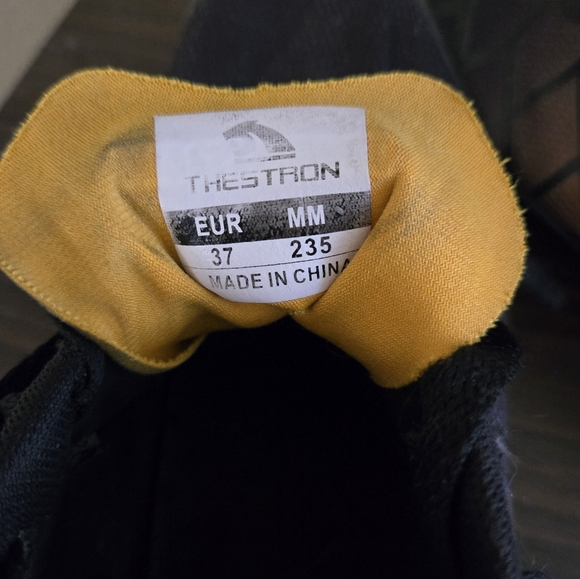 THESTRON
EUR MM
37 235
MADE IN CHINA